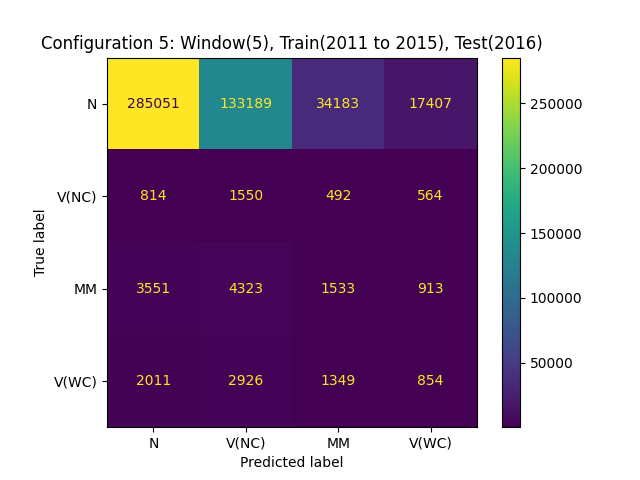 Configuration 5: Window(5), Train(2011 to 2015), Test(2016)
N 285051 133189 34183 17407
V(NC) 814 1550 492 564
MM 3551 4323 1533 913
V(WC) 2011 2926 1349 854
N V(NC) MM V(WC)
Predicted label
True label
250000
200000
150000
100000
50000